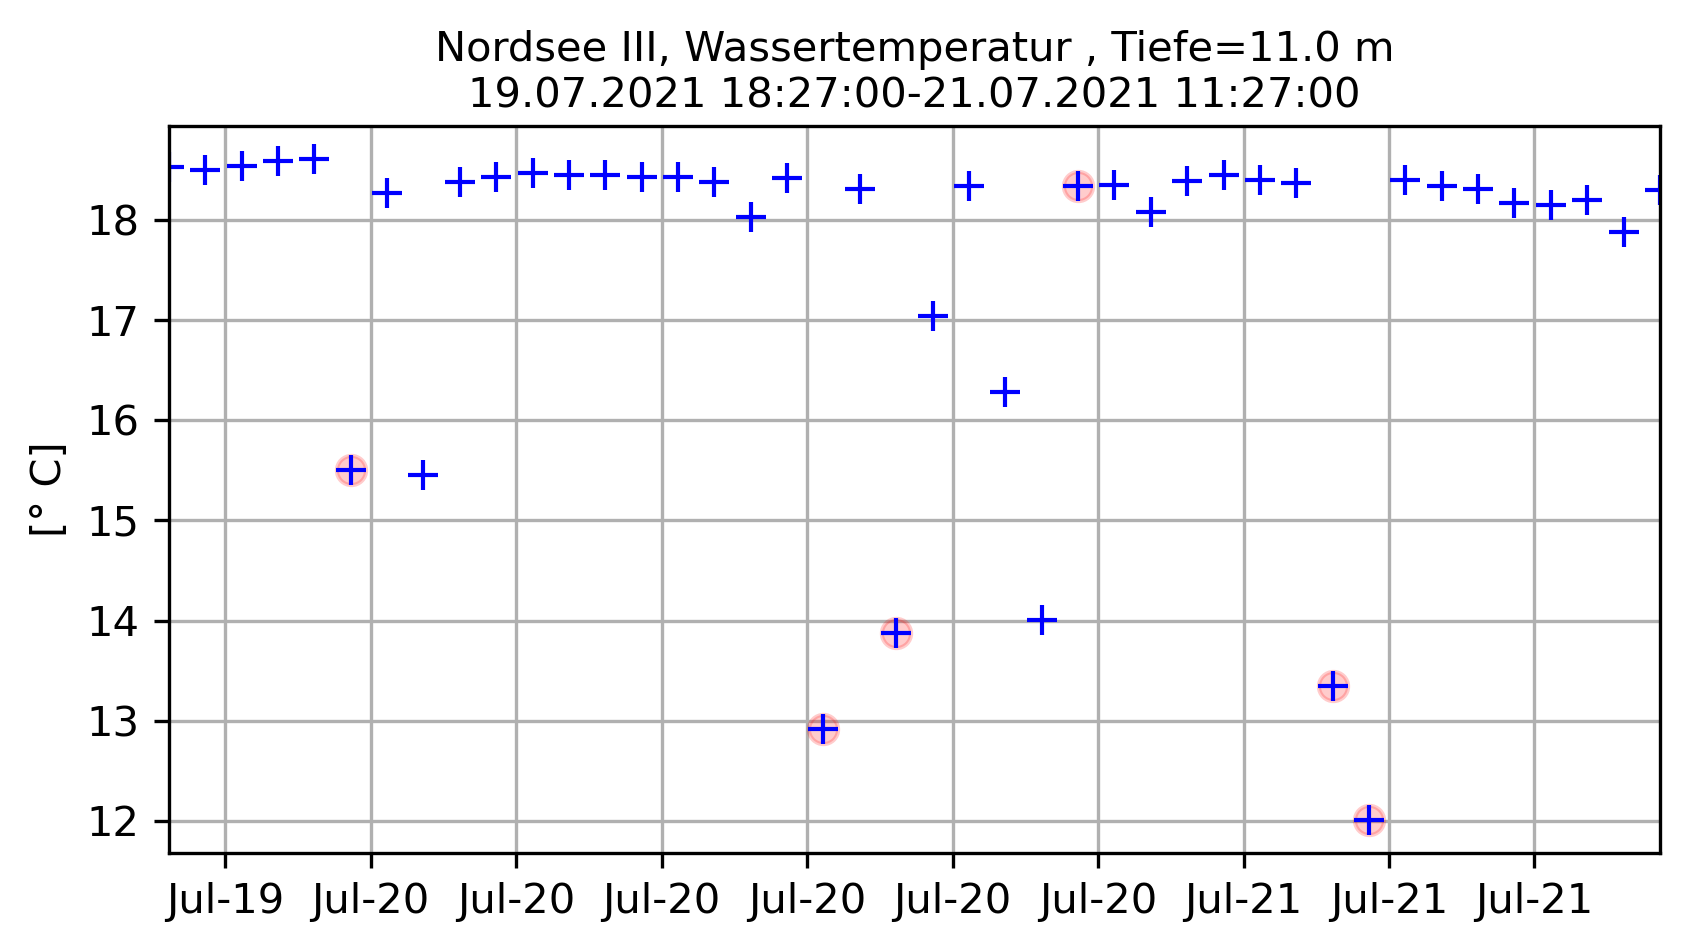 Nordsee III, Wassertemperatur , Tiefe=11.0 m
19.07.2021 18:27:00-21.07.2021 11:27:00
[° C]
18
17
16
15
14
13
12
Jul-19 Jul-20 Jul-20 Jul-20 Jul-20 Jul-20 Jul-20 Jul-21 Jul-21 Jul-21